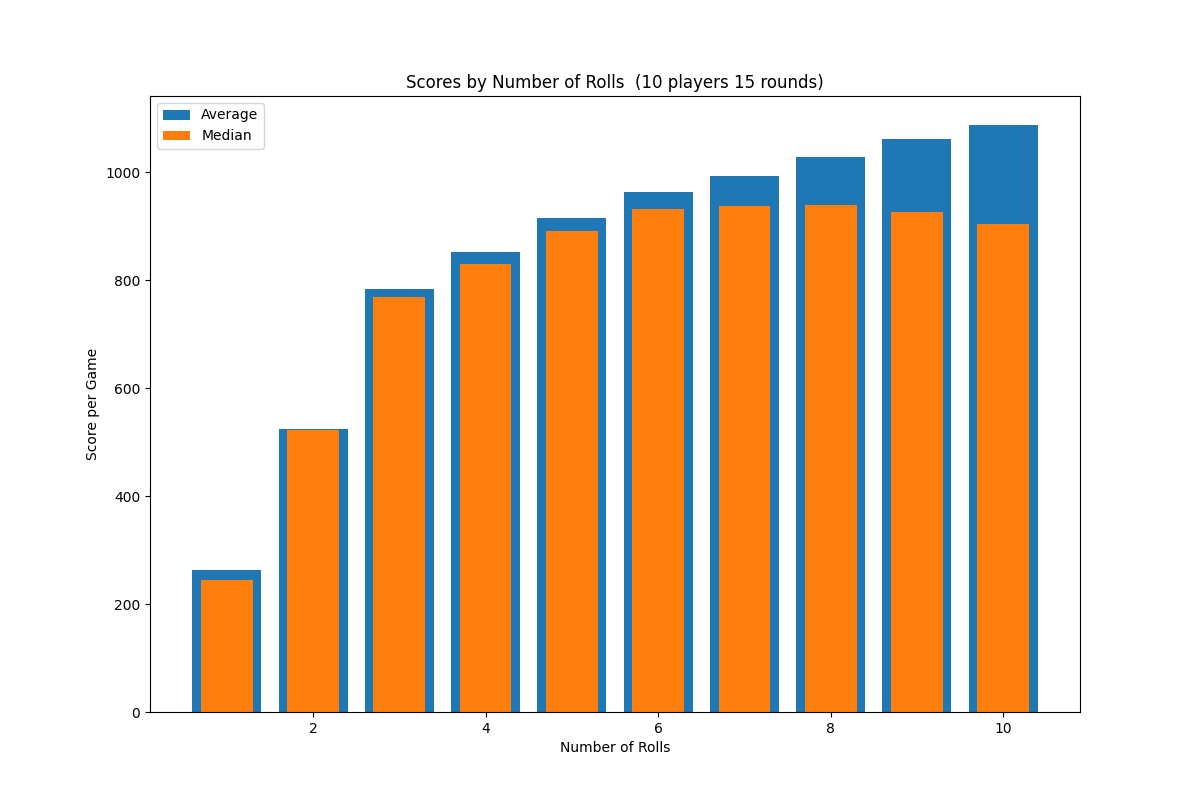 Scores by Number of Rolls  (10 players 15 rounds)
Average
Median
1000
800
600
400
200
0
Score per Game
2 4 6 8 10
Number of Rolls